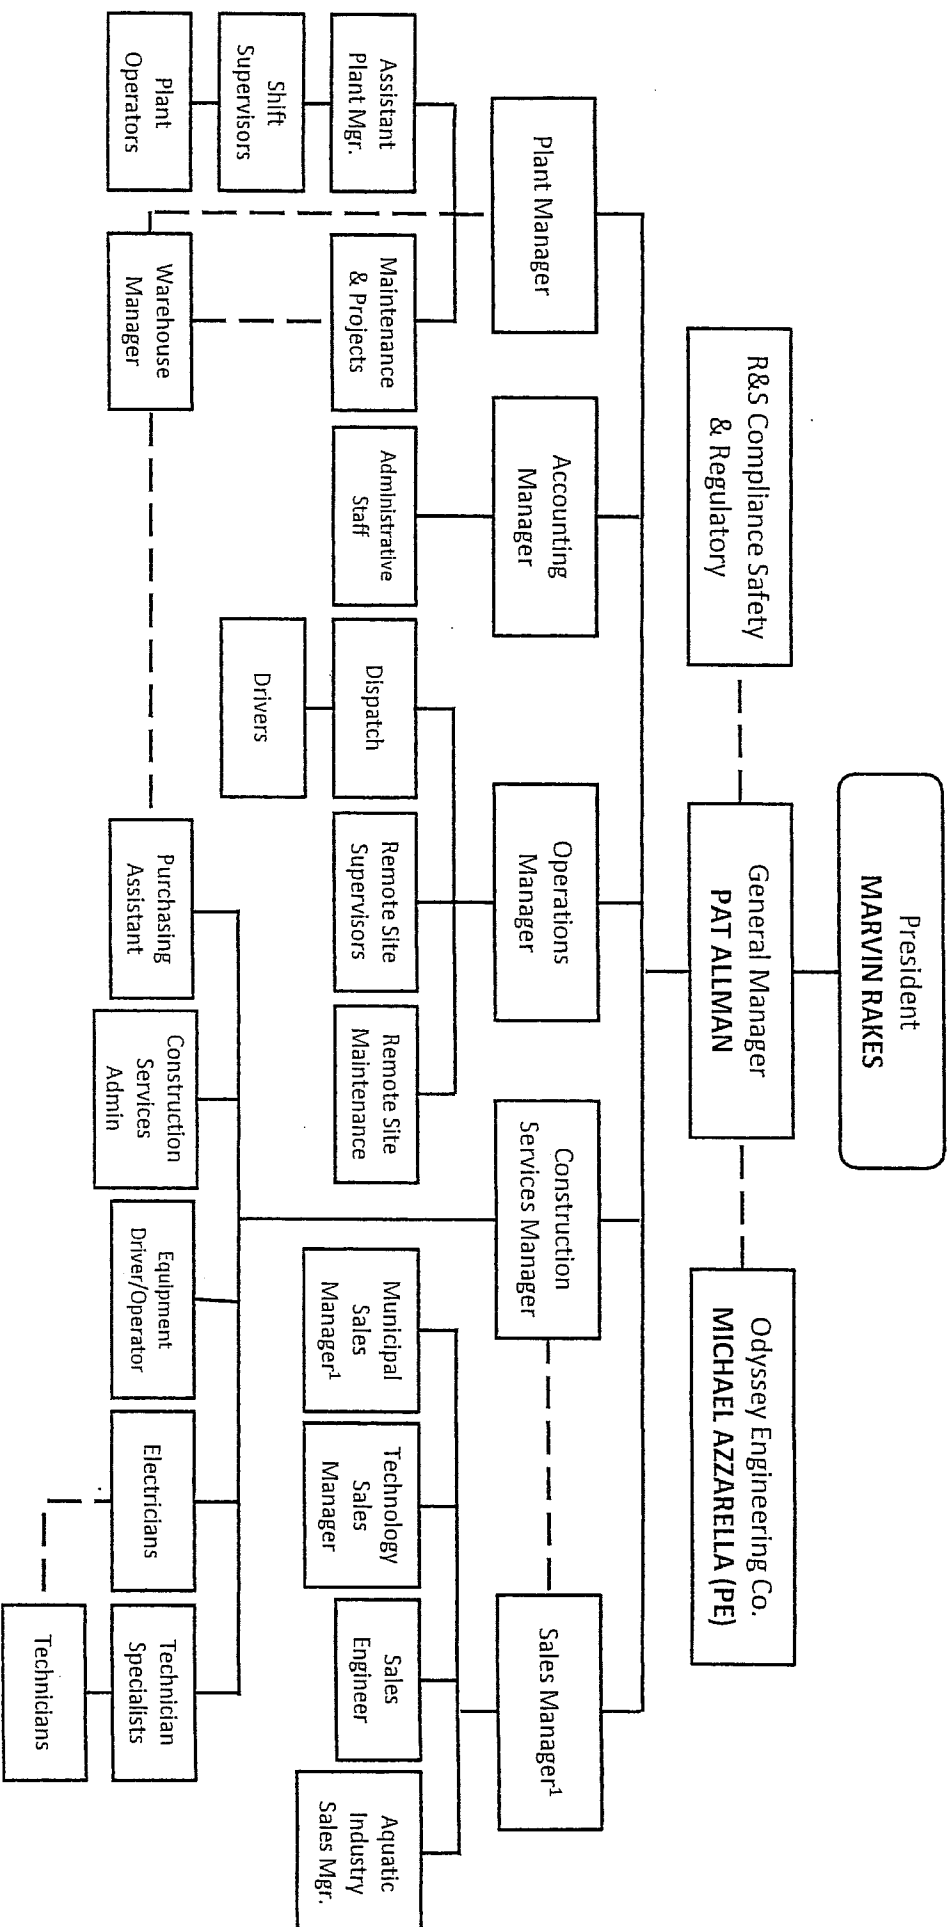 President
MARVIN RAKES
R&S Compliance Safety
& Regulatory
General Manager
PAT ALLMAN
Odyssey Engineering Co.
MICHAEL AZZARELLA (PE)
Plant Manager
Accounting
Manager
Operations
Manager
Construction
Services Manager
Sales Manager¹
Assistant
Plant Mgr.
Maintenance
& Projects
Administrative
Staff
Dispatch
Remote Site
Supervisors
Remote Site
Maintenance
Municipal
Sales
Manager¹
Technology
Sales
Manager
Sales
Engineer
Aquatic
Industry
Sales Mgr.
Shift
Supervisors
Drivers
Plant
Operators
Warehouse
Manager
Purchasing
Assistant
Construction
Services
Admin
Equipment
Driver/Operator
Electricians
Technician
Specialists
Technicians